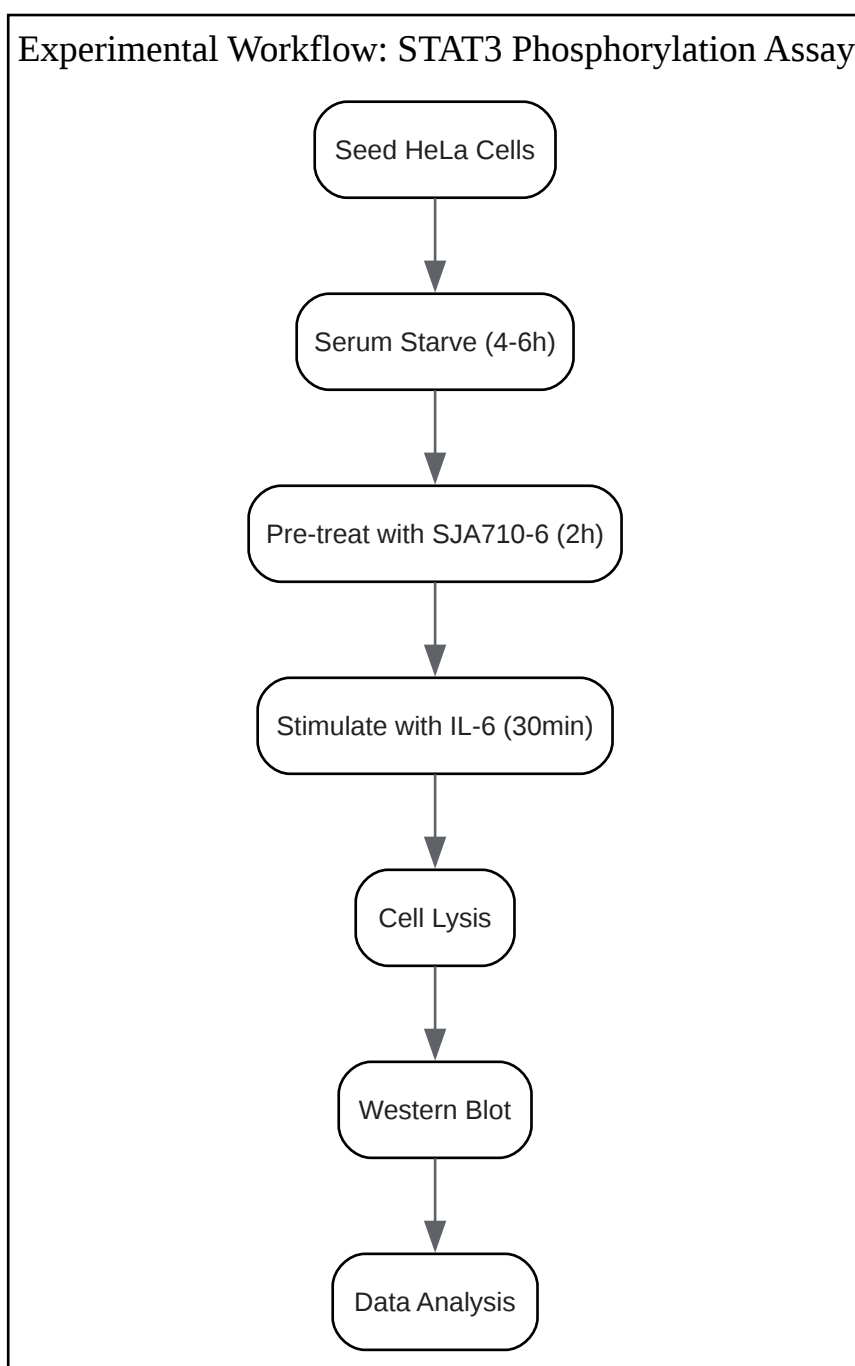 Experimental Workflow: STAT3 Phosphorylation Assay
Seed HeLa Cells
Serum Starve (4-6h)
Pre-treat with SJA710-6 (2h)
Stimulate with IL-6 (30min)
Cell Lysis
Western Blot
Data Analysis